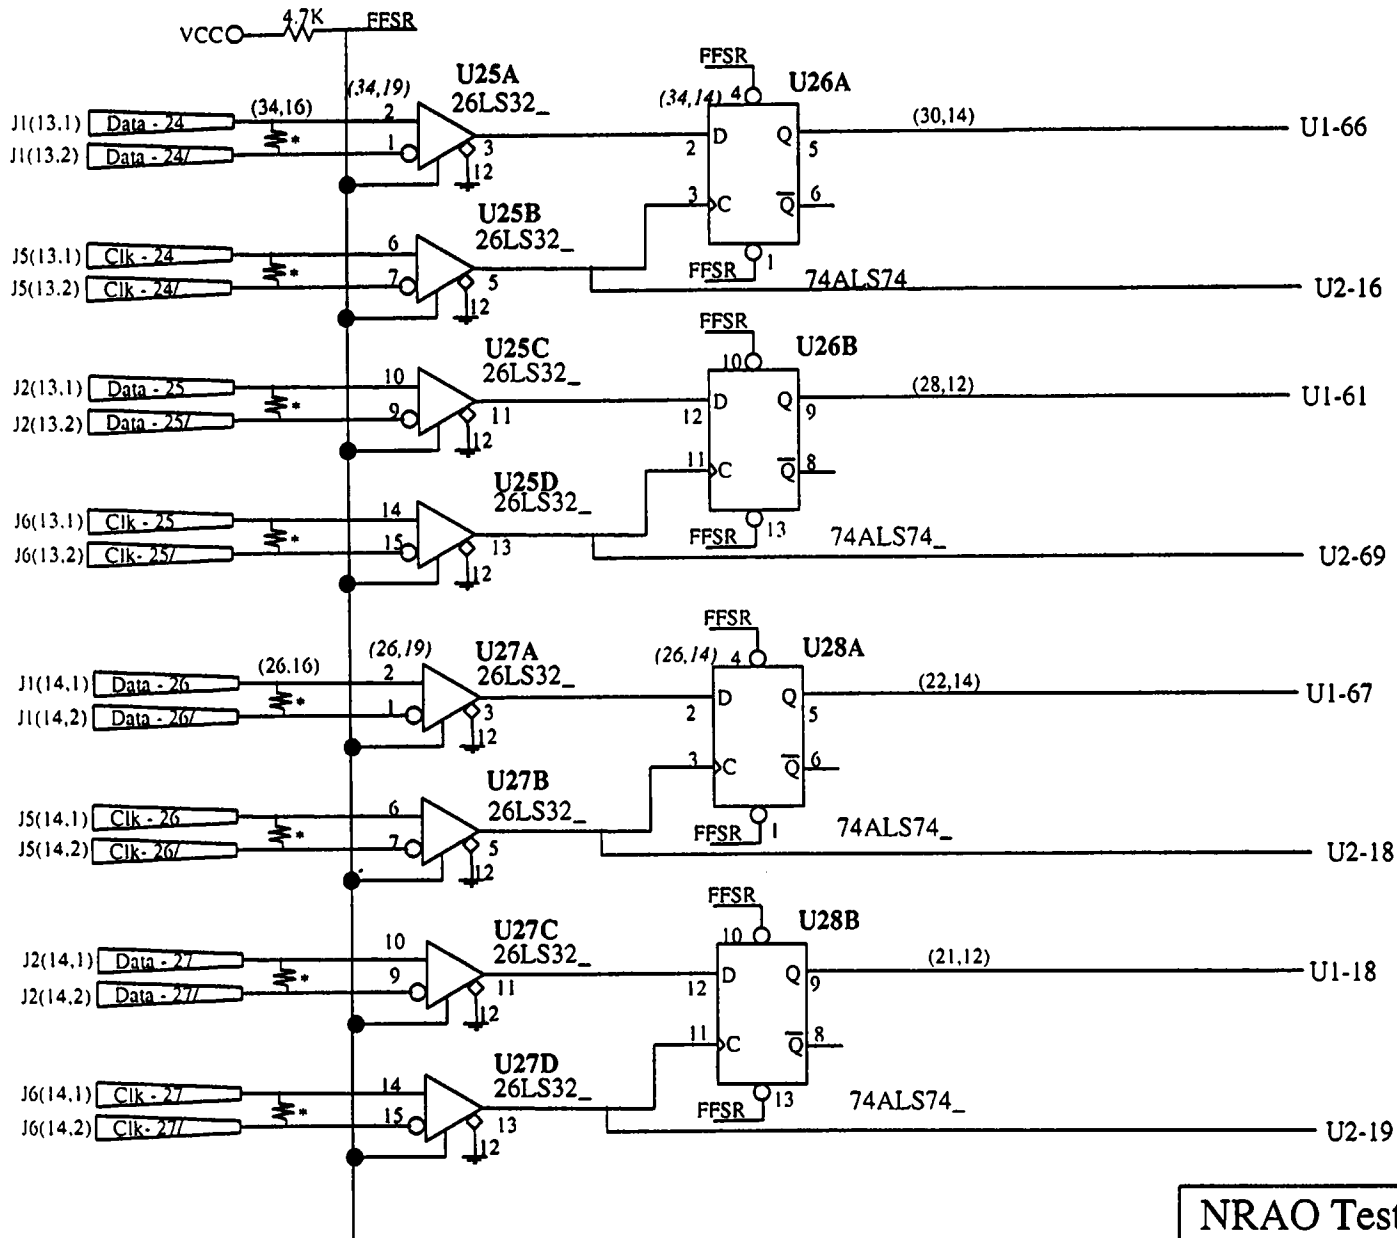 4.7K
VCC FFSR
U25A
26LS32_
(34,16) (34,19) 2
J1(13.1) Data - 24
J1(13.2) Data - 24/
* 1 3 12
FFSR
(34,14) 4 U26A
D Q
2 5
(30,14) U1-66
3 C Q 6
FFSR 1
74ALS74_
U25B
26LS32_
J5(13.1) Clk - 24
J5(13.2) Clk - 24/
* 6 7 5 12
U2-16
FFSR
10 U26B
U25C
26LS32_
J2(13.1) Data - 25
J2(13.2) Data - 25/
* 10 9 11 12
D Q
12 9
(28,12) U1-61
11 C Q 8
FFSR 13
74ALS74_
U25D
26LS32_
J6(13.1) Clk - 25
J6(13.2) Clk- 25/
* 14 15 13 12
U2-69
FFSR
(26,14) 4 U28A
U27A
26LS32_
(26.16) (26,19) 2
J1(14,1) Data - 26
J1(14,2) Data - 26/
* 1 3 12
D Q
2 5
(22,14) U1-67
3 C Q 6
FFSR 1
74ALS74_
U27B
26LS32_
J5(14.1) Clk - 26
J5(14.2) Clk- 26/
* 6 7 5 12
U2-18
FFSR
10 U28B
U27C
26LS32_
J2(14,1) Data - 27
J2(14,2) Data - 27/
* 10 9 11 12
D Q
12 9
(21,12) U1-18
11 C Q 8
FFSR 13
74ALS74_
U27D
26LS32_
J6(14,1) Clk - 27
J6(14,2) Clk- 27/
* 14 15 13 12
U2-19
NRAO Test